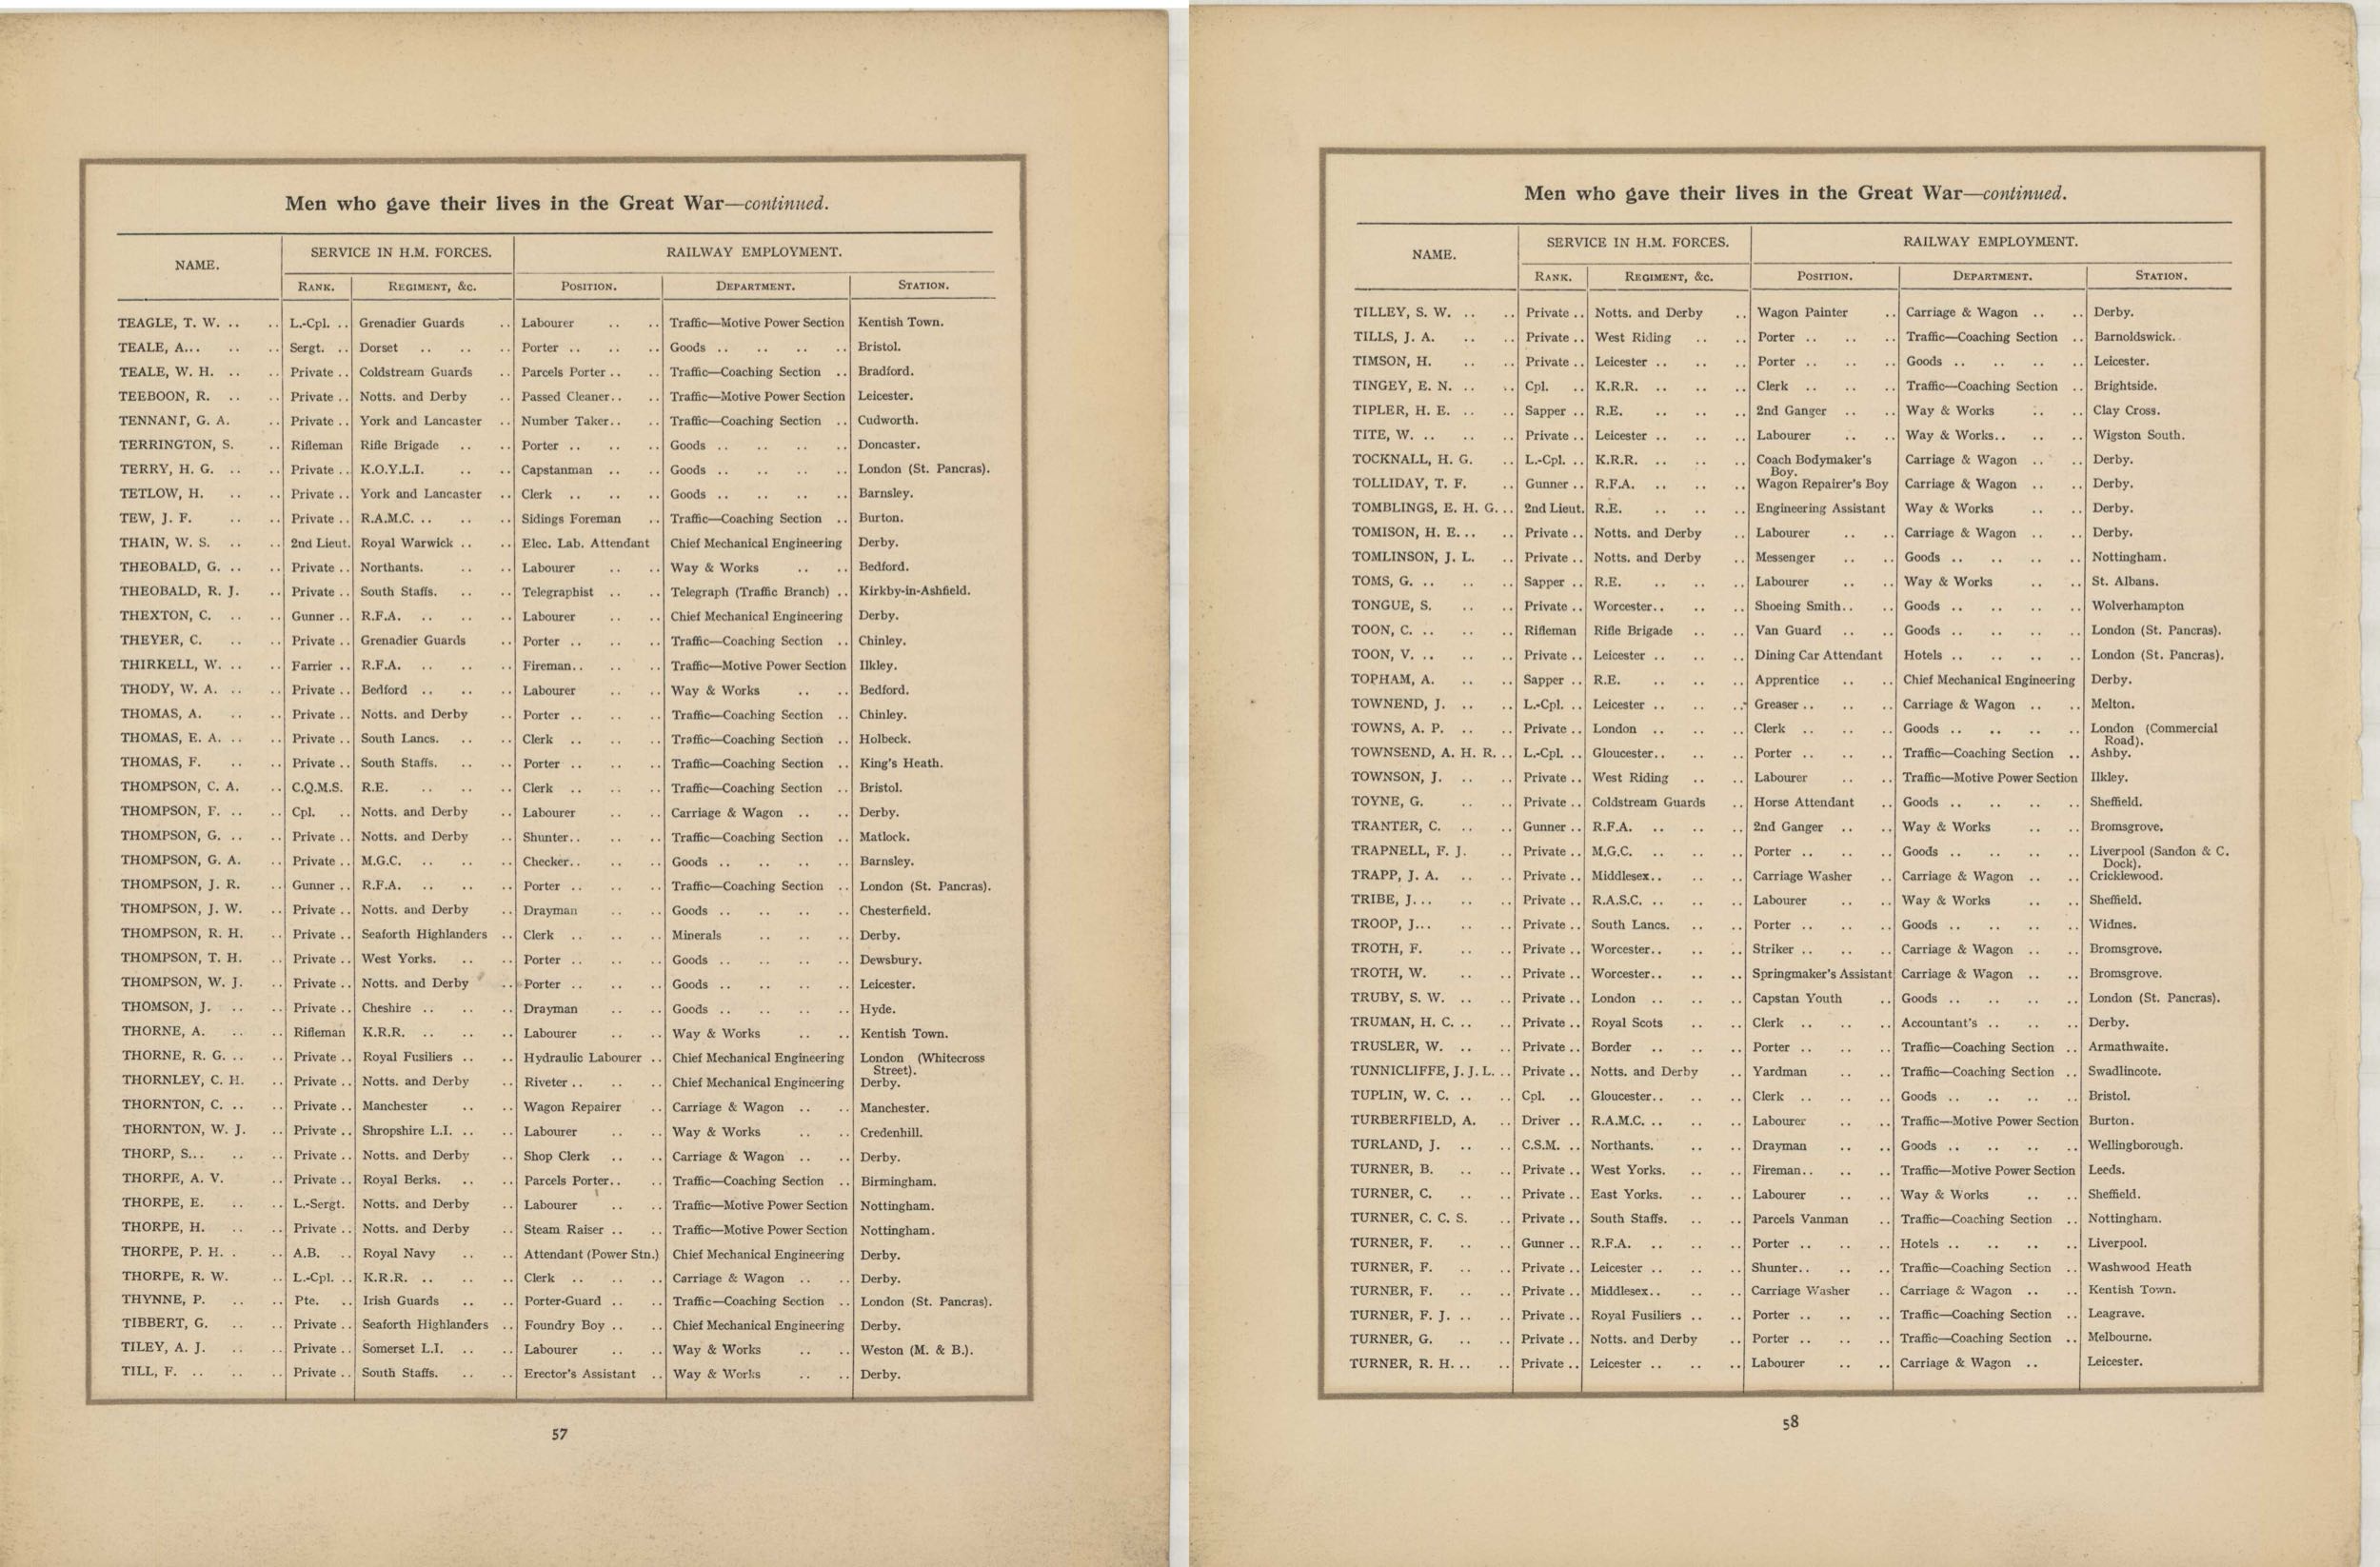 Men who gave their lives in the Great War—continued.
NAME. SERVICE IN H.M. FORCES. RAILWAY EMPLOYMENT.
RANK. REGIMENT, &c. POSITION. DEPARTMENT. STATION.
TEAGLE, T. W. .. .. L.-Cpl. .. Grenadier Guards .. Labourer .. .. Traffic—Motive Power Section Kentish Town.
TEALE, A... .. .. Sergt. .. Dorset .. .. .. Porter .. .. .. Goods .. .. .. .. Bristol.
TEALE, W. H. .. .. Private .. Coldstream Guards .. Parcels Porter .. .. Traffic—Coaching Section .. Bradford.
TEEBOON, R. .. .. Private .. Notts. and Derby .. Passed Cleaner.. .. Traffic—Motive Power Section Leicester.
TENNANT, G. A. .. Private .. York and Lancaster .. Number Taker.. .. Traffic—Coaching Section .. Cudworth.
TERRINGTON, S. .. Rifleman Rifle Brigade .. .. Porter .. .. .. Goods .. .. .. .. Doncaster.
TERRY, H. G. .. .. Private .. K.O.Y.L.I. .. .. Capstanman .. .. Goods .. .. .. .. London (St. Pancras).
TETLOW, H. .. .. Private .. York and Lancaster .. Clerk .. .. .. Goods .. .. .. .. Barnsley.
TEW, J. F. .. .. Private .. R.A.M.C. .. .. .. Sidings Foreman .. Traffic—Coaching Section .. Burton.
THAIN, W. S. .. .. 2nd Lieut. Royal Warwick .. .. Elec. Lab. Attendant Chief Mechanical Engineering Derby.
THEOBALD, G. .. .. Private .. Northants. .. .. Labourer .. .. Way & Works .. .. Bedford.
THEOBALD, R. J. .. Private .. South Staffs. .. .. Telegraphist .. .. Telegraph (Traffic Branch) .. Kirkby-in-Ashfield.
THEXTON, C. .. .. Gunner .. R.F.A. .. .. .. Labourer .. .. Chief Mechanical Engineering Derby.
THEYER, C. .. .. Private .. Grenadier Guards .. Porter .. .. .. Traffic—Coaching Section .. Chinley.
THIRKELL, W. .. .. Farrier .. R.F.A. .. .. .. Fireman.. .. .. Traffic—Motive Power Section Ilkley.
THODY, W. A. .. .. Private .. Bedford .. .. .. Labourer .. .. Way & Works .. .. Bedford.
THOMAS, A. .. .. Private .. Notts. and Derby .. Porter .. .. .. Traffic—Coaching Section .. Chinley.
THOMAS, E. A. .. .. Private .. South Lancs. .. .. Clerk .. .. .. Traffic—Coaching Section .. Holbeck.
THOMAS, F. .. .. Private .. South Staffs. .. .. Porter .. .. .. Traffic—Coaching Section .. King's Heath.
THOMPSON, C. A. .. C.Q.M.S. R.E. .. .. .. Clerk .. .. .. Traffic—Coaching Section .. Bristol.
THOMPSON, F. .. .. Cpl. .. Notts. and Derby .. Labourer .. .. Carriage & Wagon .. .. Derby.
THOMPSON, G. .. .. Private .. Notts. and Derby .. Shunter.. .. .. Traffic—Coaching Section .. Matlock.
THOMPSON, G. A. .. Private .. M.G.C. .. .. .. Checker.. .. .. Goods .. .. .. .. Barnsley.
THOMPSON, J. R. .. Gunner .. R.F.A. .. .. .. Porter .. .. .. Traffic—Coaching Section .. London (St. Pancras).
THOMPSON, J. W. .. Private .. Notts. and Derby .. Drayman .. .. Goods .. .. .. .. Chesterfield.
THOMPSON, R. H. .. Private .. Seaforth Highlanders .. Clerk .. .. .. Minerals .. .. .. Derby.
THOMPSON, T. H. .. Private .. West Yorks. .. .. Porter .. .. .. Goods .. .. .. .. Dewsbury.
THOMPSON, W. J. .. Private .. Notts. and Derby .. Porter .. .. .. Goods .. .. .. .. Leicester.
THOMSON, J. .. .. Private .. Cheshire .. .. .. Drayman .. .. Goods .. .. .. .. Hyde.
THORNE, A. .. .. Rifleman K.R.R. .. .. .. Labourer .. .. Way & Works .. .. Kentish Town.
THORNE, R. G. .. .. Private .. Royal Fusiliers .. .. Hydraulic Labourer .. Chief Mechanical Engineering London (Whitecross
Street).
THORNLEY, C. H. .. Private .. Notts. and Derby .. Riveter .. .. .. Chief Mechanical Engineering Derby.
THORNTON, C. .. .. Private .. Manchester .. .. Wagon Repairer .. Carriage & Wagon .. .. Manchester.
THORNTON, W. J. .. Private .. Shropshire L.I. .. .. Labourer .. .. Way & Works .. .. Credenhill.
THORP, S... .. .. Private .. Notts. and Derby .. Shop Clerk .. .. Carriage & Wagon .. .. Derby.
THORPE, A. V. .. Private .. Royal Berks. .. .. Parcels Porter.. .. Traffic—Coaching Section .. Birmingham.
THORPE, E. .. .. L.-Sergt. Notts. and Derby .. Labourer .. .. Traffic—Motive Power Section Nottingham.
THORPE, H. .. .. Private .. Notts. and Derby .. Steam Raiser .. .. Traffic—Motive Power Section Nottingham.
THORPE, P. H. . .. A.B. .. Royal Navy .. .. Attendant (Power Stn.) Chief Mechanical Engineering Derby.
THORPE, R. W. .. L.-Cpl. .. K.R.R. .. .. .. Clerk .. .. .. Carriage & Wagon .. .. Derby.
THYNNE, P. .. .. Pte. .. Irish Guards .. .. Porter-Guard .. .. Traffic—Coaching Section .. London (St. Pancras).
TIBBERT, G. .. .. Private .. Seaforth Highlanders .. Foundry Boy .. .. Chief Mechanical Engineering Derby.
TILEY, A. J. .. .. Private .. Somerset L.I. .. .. Labourer .. .. Way & Works .. .. Weston (M. & B.).
TILL, F. .. .. .. Private .. South Staffs. .. .. Erector's Assistant .. Way & Works .. .. Derby.
57
Men who gave their lives in the Great War—continued.
NAME. SERVICE IN H.M. FORCES. RAILWAY EMPLOYMENT.
RANK. REGIMENT, &c. POSITION. DEPARTMENT. STATION.
TILLEY, S. W. .. .. Private .. Notts. and Derby .. Wagon Painter .. Carriage & Wagon .. .. Derby.
TILLS, J. A. .. .. Private .. West Riding .. .. Porter .. .. .. Traffic—Coaching Section .. Barnoldswick.
TIMSON, H. .. .. Private .. Leicester .. .. .. Porter .. .. .. Goods .. .. .. .. Leicester.
TINGEY, E. N. .. .. Cpl. .. K.R.R. .. .. .. Clerk .. .. .. Traffic—Coaching Section .. Brightside.
TIPLER, H. E. .. .. Sapper .. R.E. .. .. .. 2nd Ganger .. .. Way & Works .. .. Clay Cross.
TITE, W. .. .. .. Private .. Leicester .. .. .. Labourer .. .. Way & Works.. .. .. Wigston South.
TOCKNALL, H. G. .. L.-Cpl. .. K.R.R. .. .. .. Coach Bodymaker's Carriage & Wagon .. .. Derby.
Boy.
TOLLIDAY, T. F. .. Gunner .. R.F.A. .. .. .. Wagon Repairer's Boy Carriage & Wagon .. .. Derby.
TOMBLINGS, E. H. G. .. 2nd Lieut. R.E. .. .. .. Engineering Assistant Way & Works .. .. Derby.
TOMISON, H. E... .. Private .. Notts. and Derby .. Labourer .. .. Carriage & Wagon .. .. Derby.
TOMLINSON, J. L. .. Private .. Notts. and Derby .. Messenger .. .. Goods .. .. .. .. Nottingham.
TOMS, G. .. .. .. Sapper .. R.E. .. .. .. Labourer .. .. Way & Works .. .. St. Albans.
TONGUE, S. .. .. Private .. Worcester.. .. .. Shoeing Smith.. .. Goods .. .. .. .. Wolverhampton
TOON, C. .. .. .. Rifleman Rifle Brigade .. .. Van Guard .. .. Goods .. .. .. .. London (St. Pancras).
TOON, V. .. .. .. Private .. Leicester .. .. .. Dining Car Attendant Hotels .. .. .. .. London (St. Pancras).
TOPHAM, A. .. .. Sapper .. R.E. .. .. .. Apprentice .. .. Chief Mechanical Engineering Derby.
TOWNEND, J. .. .. L.-Cpl. .. Leicester .. .. .. Greaser .. .. .. Carriage & Wagon .. .. Melton.
TOWNS, A. P. .. .. Private .. London .. .. .. Clerk .. .. .. Goods .. .. .. .. London (Commercial
Road).
TOWNSEND, A. H. R. .. L.-Cpl. .. Gloucester.. .. .. Porter .. .. .. Traffic—Coaching Section .. Ashby.
TOWNSON, J. .. .. Private .. West Riding .. .. Labourer .. .. Traffic—Motive Power Section Ilkley.
TOYNE, G. .. .. Private .. Coldstream Guards .. Horse Attendant .. Goods .. .. .. .. Sheffield.
TRANTER, C. .. .. Gunner .. R.F.A. .. .. .. 2nd Ganger .. .. Way & Works .. .. Bromsgrove.
TRAPNELL, F. J. .. Private .. M.G.C. .. .. .. Porter .. .. .. Goods .. .. .. .. Liverpool (Sandon & C.
Dock).
TRAPP, J. A. .. .. Private .. Middlesex.. .. .. Carriage Washer .. Carriage & Wagon .. .. Cricklewood.
TRIBE, J... .. .. Private .. R.A.S.C. .. .. .. Labourer .. .. Way & Works .. .. Sheffield.
TROOP, J... .. .. Private .. South Lancs. .. .. Porter .. .. .. Goods .. .. .. .. Widnes.
TROTH, F. .. .. Private .. Worcester.. .. .. Striker .. .. .. Carriage & Wagon .. .. Bromsgrove.
TROTH, W. .. .. Private .. Worcester.. .. .. Springmaker's Assistant Carriage & Wagon .. .. Bromsgrove.
TRUBY, S. W. .. .. Private .. London .. .. .. Capstan Youth .. Goods .. .. .. .. London (St. Pancras).
TRUMAN, H. C. .. .. Private .. Royal Scots .. .. Clerk .. .. .. Accountant's .. .. .. Derby.
TRUSLER, W. .. .. Private .. Border .. .. .. Porter .. .. .. Traffic—Coaching Section .. Armathwaite.
TUNNICLIFFE, J. J. L. .. Private .. Notts. and Derby .. Yardman .. .. Traffic—Coaching Section .. Swadlincote.
TUPLIN, W. C. .. .. Cpl. .. Gloucester.. .. .. Clerk .. .. .. Goods .. .. .. .. Bristol.
TURBERFIELD, A. .. Driver .. R.A.M.C. .. .. .. Labourer .. .. Traffic—Motive Power Section Burton.
TURLAND, J. .. .. C.S.M. .. Northants. .. .. Drayman .. .. Goods .. .. .. .. Wellingborough.
TURNER, B. .. .. Private .. West Yorks. .. .. Fireman.. .. .. Traffic—Motive Power Section Leeds.
TURNER, C. .. .. Private .. East Yorks. .. .. Labourer .. .. Way & Works .. .. Sheffield.
TURNER, C. C. S. .. Private .. South Staffs. .. .. Parcels Vanman .. Traffic—Coaching Section .. Nottingham.
TURNER, F. .. .. Gunner .. R.F.A. .. .. .. Porter .. .. .. Hotels .. .. .. .. Liverpool.
TURNER, F. .. .. Private .. Leicester .. .. .. Shunter.. .. .. Traffic—Coaching Section .. Washwood Heath
TURNER, F. .. .. Private .. Middlesex.. .. .. Carriage Washer .. Carriage & Wagon .. .. Kentish Town.
TURNER, F. J. .. .. Private .. Royal Fusiliers .. .. Porter .. .. .. Traffic—Coaching Section .. Leagrave.
TURNER, G. .. .. Private .. Notts. and Derby .. Porter .. .. .. Traffic—Coaching Section .. Melbourne.
TURNER, R. H... .. Private .. Leicester .. .. .. Labourer .. .. Carriage & Wagon .. Leicester.
58